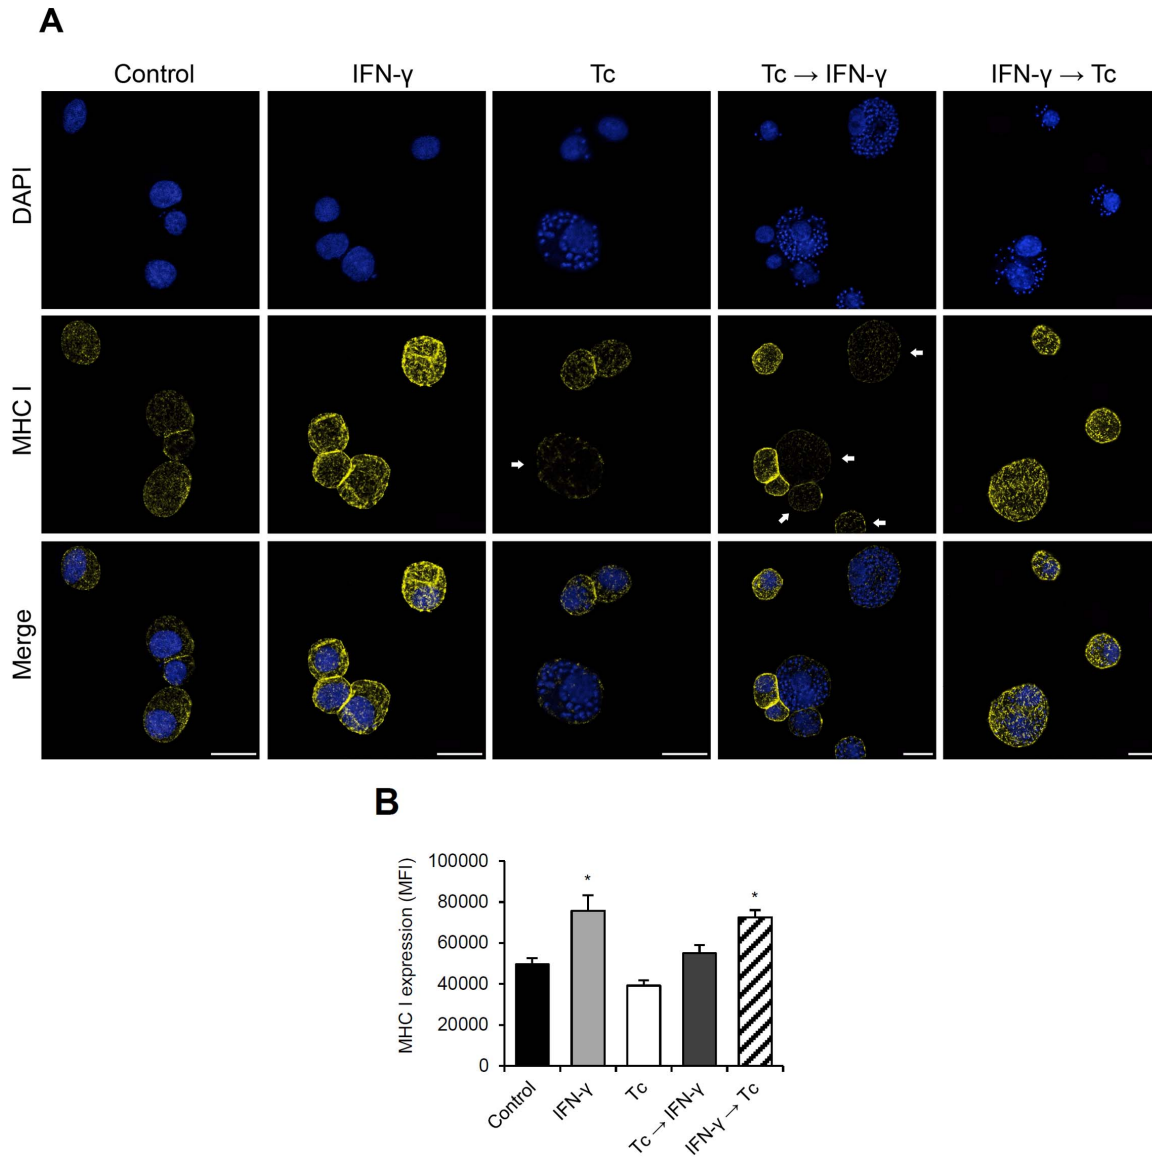 A
Control IFN-γ Tc Tc → IFN-γ IFN-γ → Tc
DAPI
MHC I
Merge
B
MHC I expression (MFI)
100000
80000
60000
40000
20000
0
* *
Control IFN-γ Tc Tc → IFN-γ IFN-γ → Tc